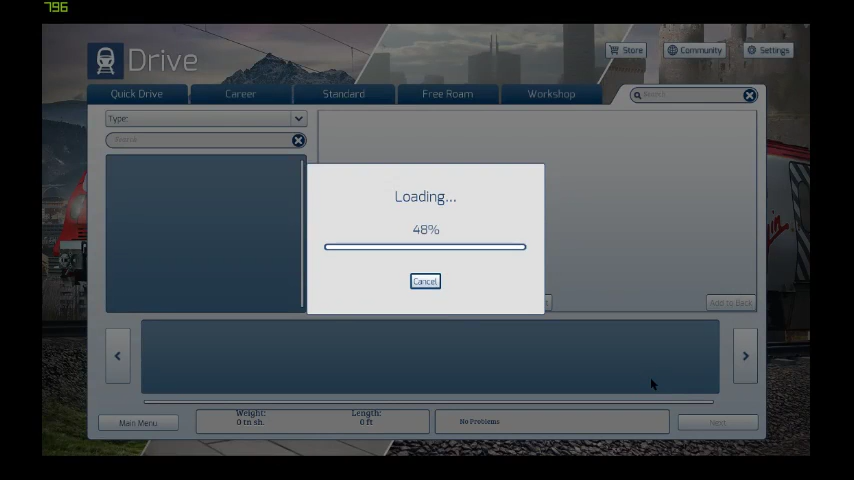 796
Drive
Store
Community
Settings
Quick Drive
Career
Standard
Free Roam
Workshop
Search
Type:
Loading...
48%
Cancel
Add to Back
Main Menu
Weight:
0 tn sh.
Length:
0 ft
No Problems
Next